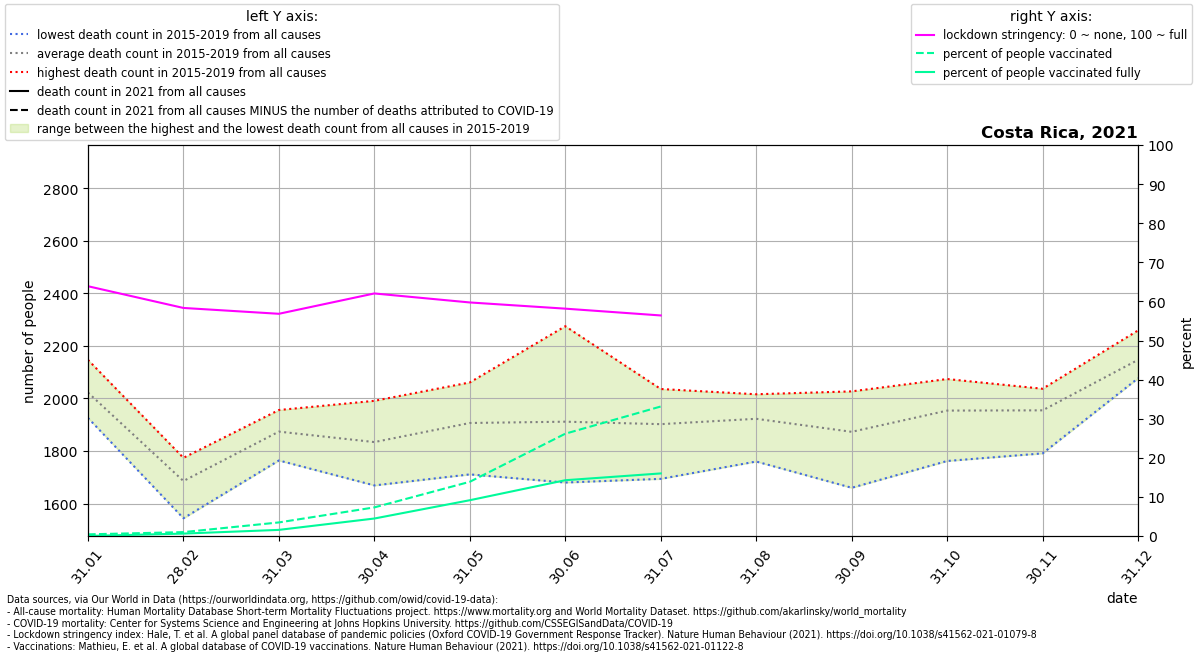 left Y axis:
lowest death count in 2015-2019 from all causes
average death count in 2015-2019 from all causes
highest death count in 2015-2019 from all causes
death count in 2021 from all causes
death count in 2021 from all causes MINUS the number of deaths attributed to COVID-19
range between the highest and the lowest death count from all causes in 2015-2019
right Y axis:
lockdown stringency: 0 ~ none, 100 ~ full
percent of people vaccinated
percent of people vaccinated fully
Costa Rica, 2021
number of people
2800
2600
2400
2200
2000
1800
1600
100
90
80
70
60
50
40
30
20
10
0
percent
31.01
28.02
31.03
30.04
31.05
30.06
31.07
31.08
30.09
31.10
30.11
31.12
date
Data sources, via Our World in Data (https://ourworldindata.org, https://github.com/owid/covid-19-data):
- All-cause mortality: Human Mortality Database Short-term Mortality Fluctuations project. https://www.mortality.org and World Mortality Dataset. https://github.com/akarlinsky/world_mortality
- COVID-19 mortality: Center for Systems Science and Engineering at Johns Hopkins University. https://github.com/CSSEGISandData/COVID-19
- Lockdown stringency index: Hale, T. et al. A global panel database of pandemic policies (Oxford COVID-19 Government Response Tracker). Nature Human Behaviour (2021). https://doi.org/10.1038/s41562-021-01079-8
- Vaccinations: Mathieu, E. et al. A global database of COVID-19 vaccinations. Nature Human Behaviour (2021). https://doi.org/10.1038/s41562-021-01122-8